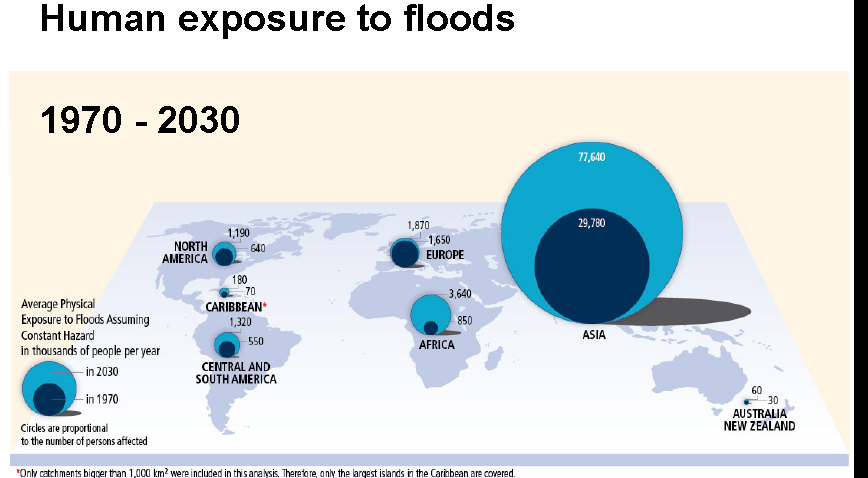 Human exposure to floods
1970 - 2030
77,640
29,780
1,190
640
NORTH
AMERICA
1,870
1,650
EUROPE
180
70
CARIBBEAN*
3,640
850
AFRICA
1,320
550
CENTRAL AND
SOUTH AMERICA
ASIA
60
30
AUSTRALIA
NEW ZEALAND
Average Physical
Exposure to Floods Assuming
Constant Hazard
in thousands of people per year
in 2030
in 1970
Circles are proportional
to the number of persons affected
*Only catchments bigger than 1,000 km² were included in this analysis. Therefore, only the largest islands in the Caribbean are covered.